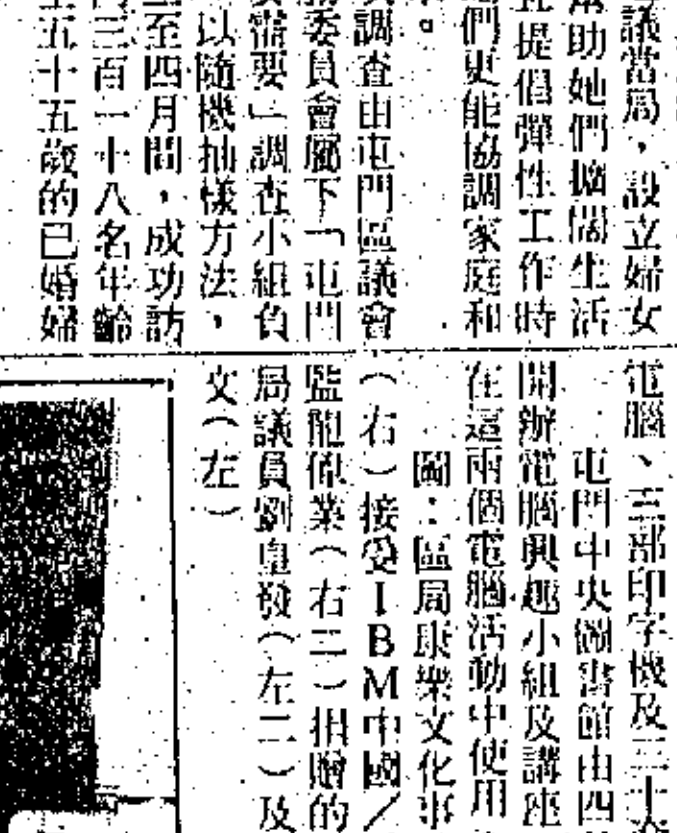 議當局，設立婦女
助她們擴闊生活
提倡彈性工作時
們更能協調家庭和
。
調查由屯門區議會
委員會屬下「屯門
需要」調查小組負
以隨機抽樣方法，
至四月間，成功訪
三百一十八名年齡
五十五歲的已婚婦
電腦、三部印字機及三十
屯門中央圖書館由四
開辦電腦興趣小組及講座
在這兩個電腦活動中使用
圖：區局康樂文化事
（右）接受IBM中國／
監龍偉業（右二）捐贈的
局議員劉皇發（左二）及
文（左）